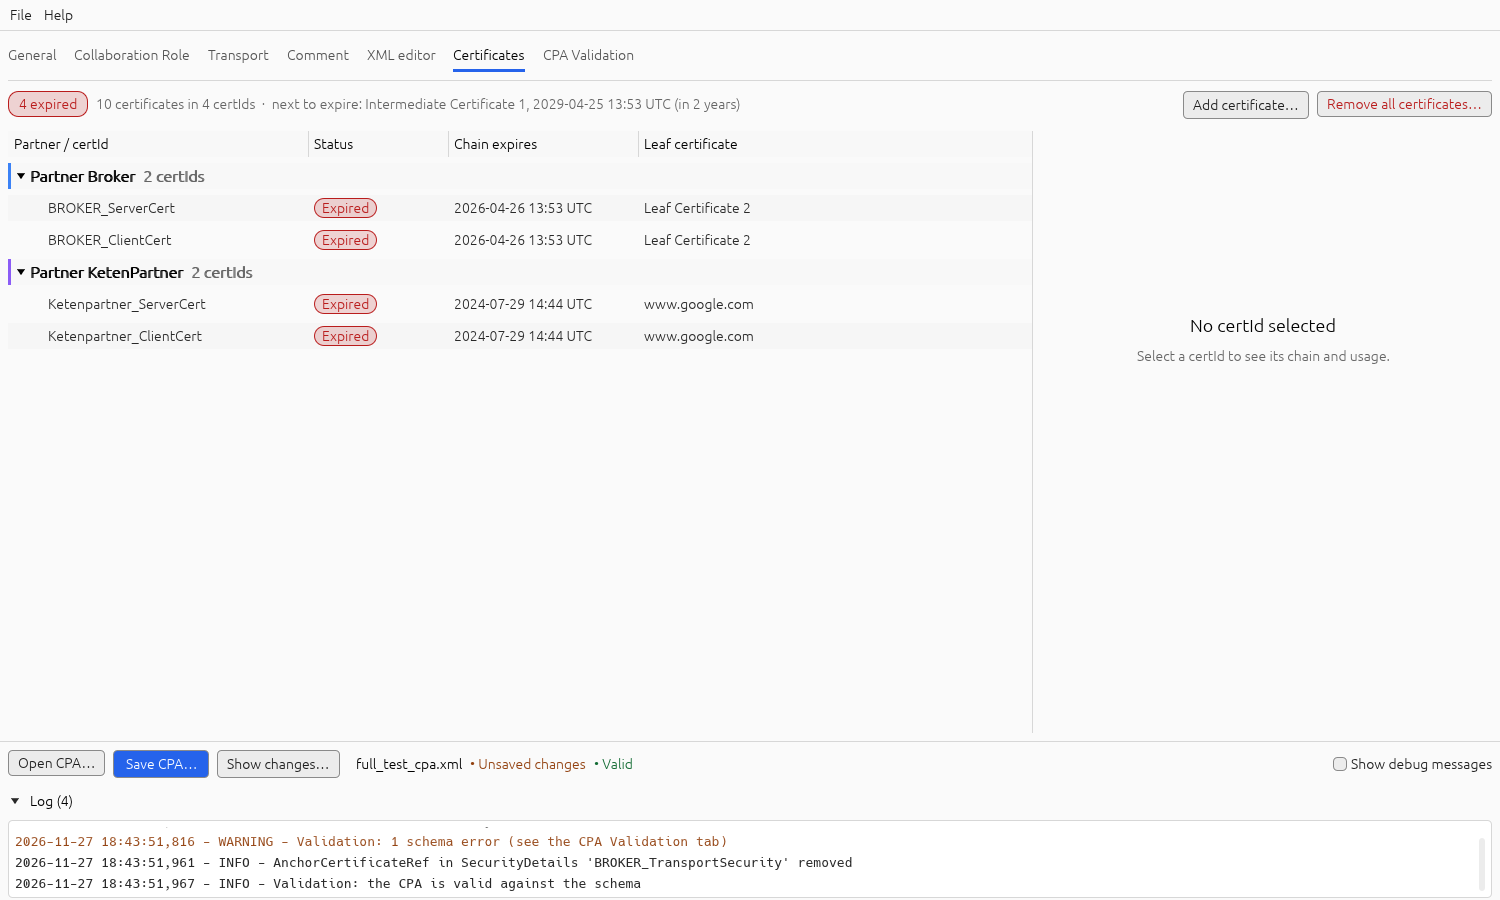 File Help
General Collaboration Role Transport Comment XML editor Certificates CPA Validation
4 expired 10 certificates in 4 certIds · next to expire: Intermediate Certificate 1, 2029-04-25 13:53 UTC (in 2 years) Add certificate... Remove all certificates...
Partner / certId Status Chain expires Leaf certificate
Partner Broker 2 certIds
BROKER_ServerCert Expired 2026-04-26 13:53 UTC Leaf Certificate 2
BROKER_ClientCert Expired 2026-04-26 13:53 UTC Leaf Certificate 2
Partner KetenPartner 2 certIds
Ketenpartner_ServerCert Expired 2024-07-29 14:44 UTC www.google.com
Ketenpartner_ClientCert Expired 2024-07-29 14:44 UTC www.google.com
No certId selected
Select a certId to see its chain and usage.
Open CPA... Save CPA... Show changes... full_test_cpa.xml • Unsaved changes • Valid Show debug messages
Log (4)
2026-11-27 18:43:51,816 - WARNING - Validation: 1 schema error (see the CPA Validation tab)
2026-11-27 18:43:51,961 - INFO - AnchorCertificateRef in SecurityDetails 'BROKER_TransportSecurity' removed
2026-11-27 18:43:51,967 - INFO - Validation: the CPA is valid against the schema